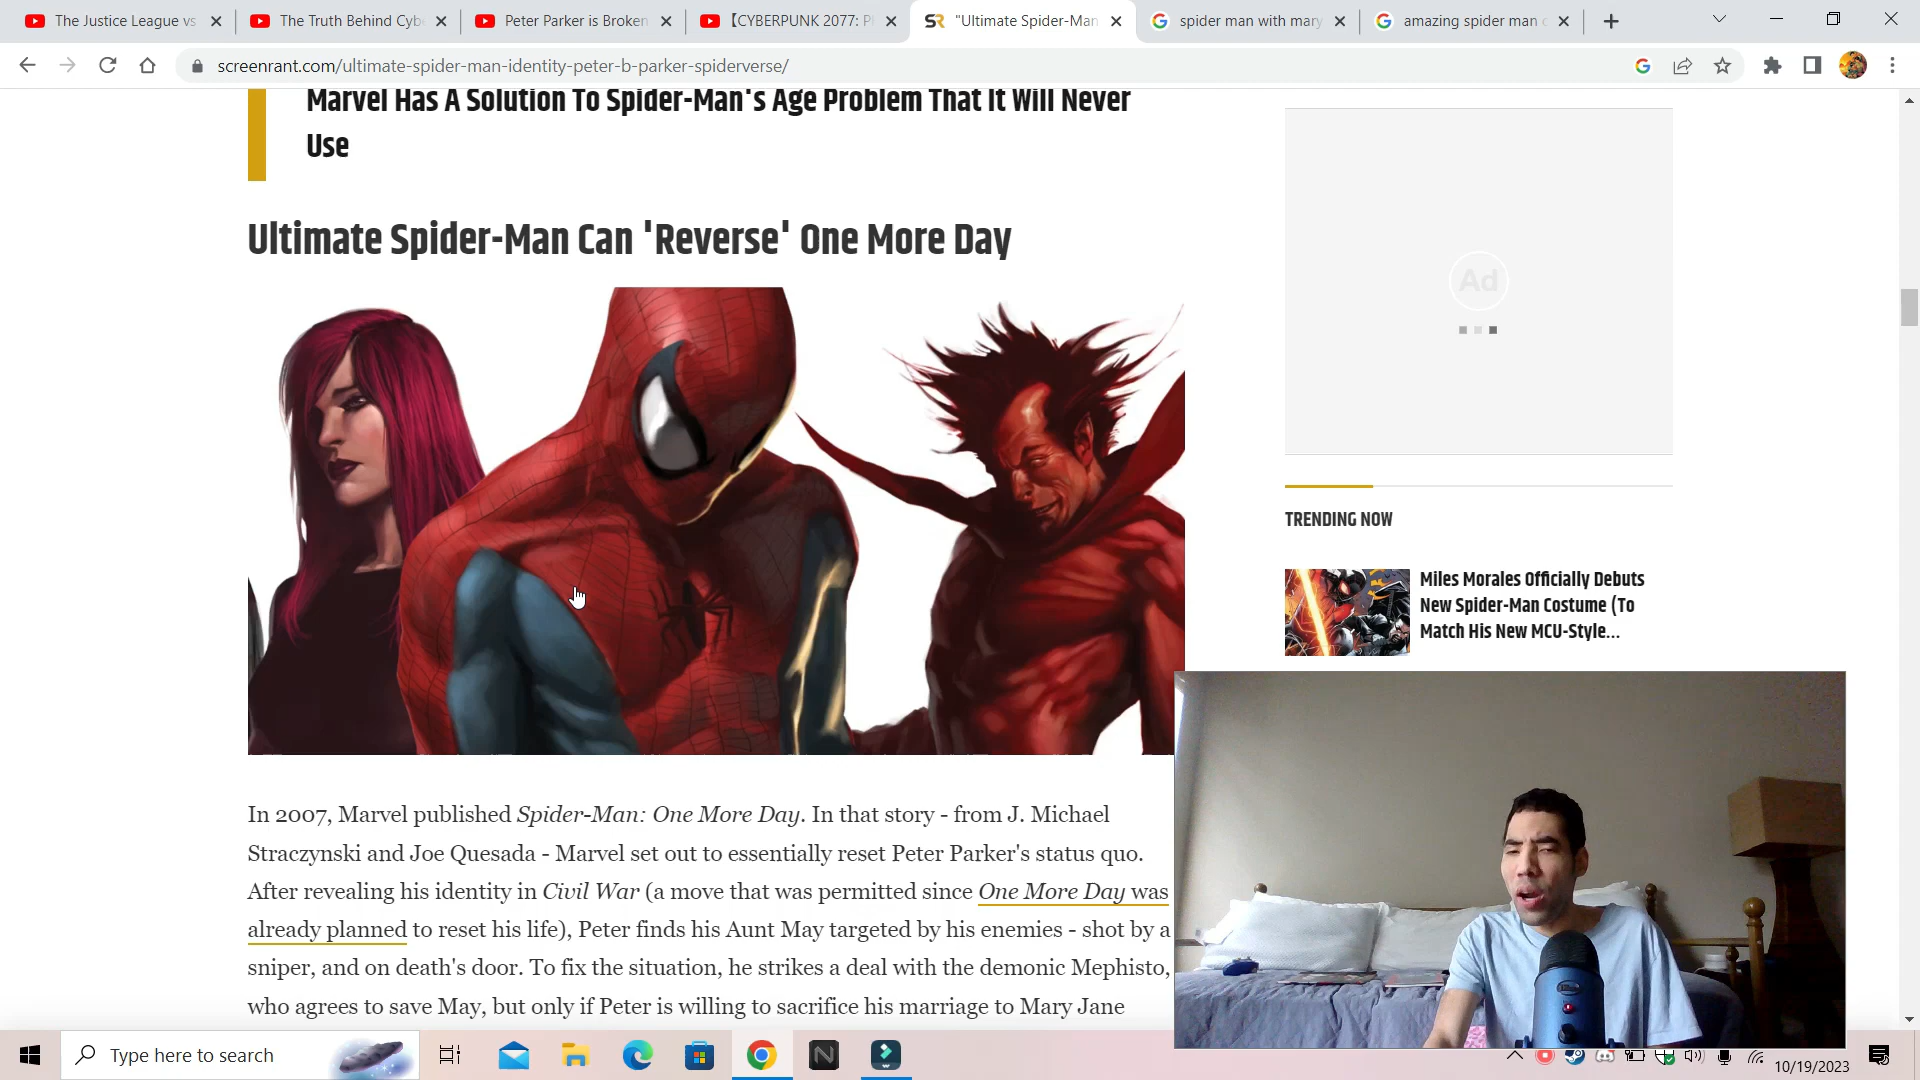 The Justice League vs
The Truth Behind Cybe
Peter Parker is Broken
【CYBERPUNK 2077: P
"Ultimate Spider-Man
spider man with mary
amazing spider man
screenrant.com/ultimate-spider-man-identity-peter-b-parker-spiderverse/
Marvel Has A Solution To Spider-Man's Age Problem That It Will Never
Use
Ultimate Spider-Man Can 'Reverse' One More Day
Ad
TRENDING NOW
Miles Morales Officially Debuts
New Spider-Man Costume (To
Match His New MCU-Style...
In 2007, Marvel published Spider-Man: One More Day. In that story - from J. Michael
Straczynski and Joe Quesada - Marvel set out to essentially reset Peter Parker's status quo.
After revealing his identity in Civil War (a move that was permitted since One More Day was
already planned to reset his life), Peter finds his Aunt May targeted by his enemies - shot by a
sniper, and on death's door. To fix the situation, he strikes a deal with the demonic Mephisto,
who agrees to save May, but only if Peter is willing to sacrifice his marriage to Mary Jane
Type here to search
10/19/2023